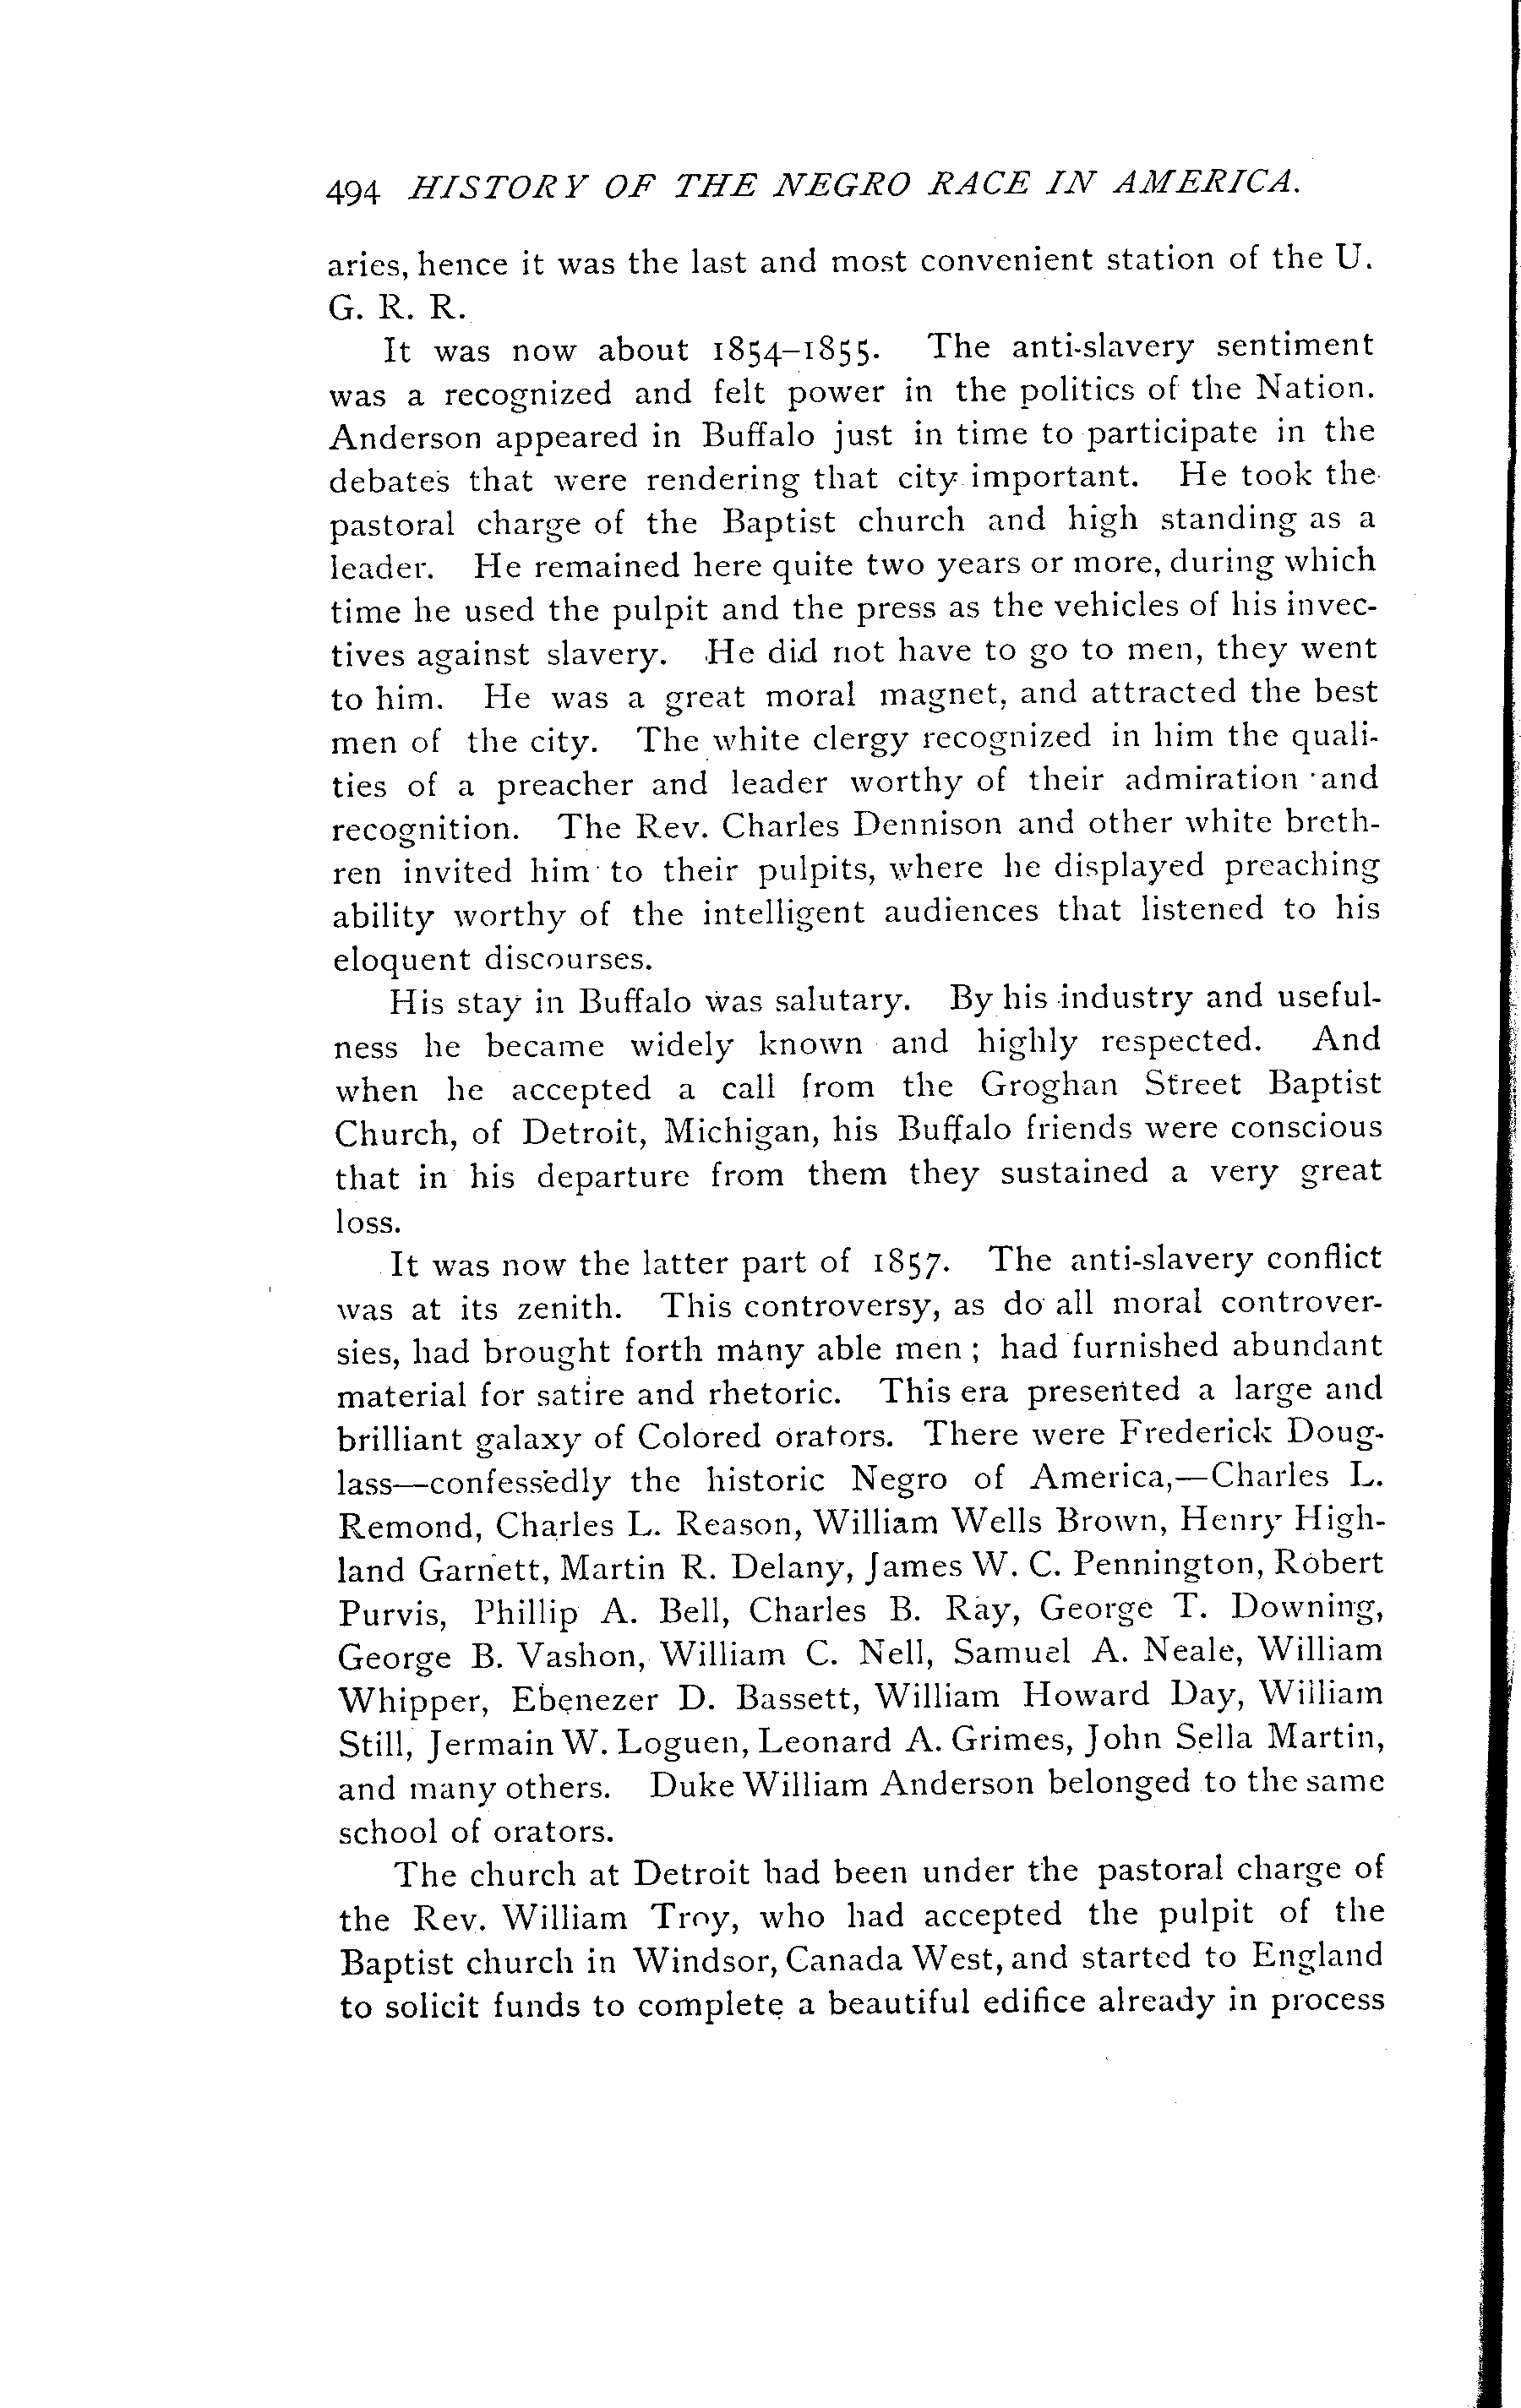 494 HISTORY OF THE NEGRO RACE IN AMERICA.
aries, hence it was the last and most convenient station of the U.
G. R. R.
It was now about 1854–1855. The anti-slavery sentiment
was a recognized and felt power in the politics of the Nation.
Anderson appeared in Buffalo just in time to participate in the
debates that were rendering that city important. He took the
pastoral charge of the Baptist church and high standing as a
leader. He remained here quite two years or more, during which
time he used the pulpit and the press as the vehicles of his invec-
tives against slavery. He did not have to go to men, they went
to him. He was a great moral magnet, and attracted the best
men of the city. The white clergy recognized in him the quali-
ties of a preacher and leader worthy of their admiration and
recognition. The Rev. Charles Dennison and other white breth-
ren invited him to their pulpits, where he displayed preaching
ability worthy of the intelligent audiences that listened to his
eloquent discourses.
His stay in Buffalo was salutary. By his industry and useful-
ness he became widely known and highly respected. And
when he accepted a call from the Groghan Street Baptist
Church, of Detroit, Michigan, his Buffalo friends were conscious
that in his departure from them they sustained a very great
loss.
It was now the latter part of 1857. The anti-slavery conflict
was at its zenith. This controversy, as do all moral controver-
sies, had brought forth many able men ; had furnished abundant
material for satire and rhetoric. This era presented a large and
brilliant galaxy of Colored orators. There were Frederick Doug-
lass—confessedly the historic Negro of America,—Charles L.
Remond, Charles L. Reason, William Wells Brown, Henry High-
land Garnett, Martin R. Delany, James W. C. Pennington, Robert
Purvis, Phillip A. Bell, Charles B. Ray, George T. Downing,
George B. Vashon, William C. Nell, Samuel A. Neale, William
Whipper, Ebenezer D. Bassett, William Howard Day, William
Still, Jermain W. Loguen, Leonard A. Grimes, John Sella Martin,
and many others. Duke William Anderson belonged to the same
school of orators.
The church at Detroit had been under the pastoral charge of
the Rev. William Troy, who had accepted the pulpit of the
Baptist church in Windsor, Canada West, and started to England
to solicit funds to complete a beautiful edifice already in process